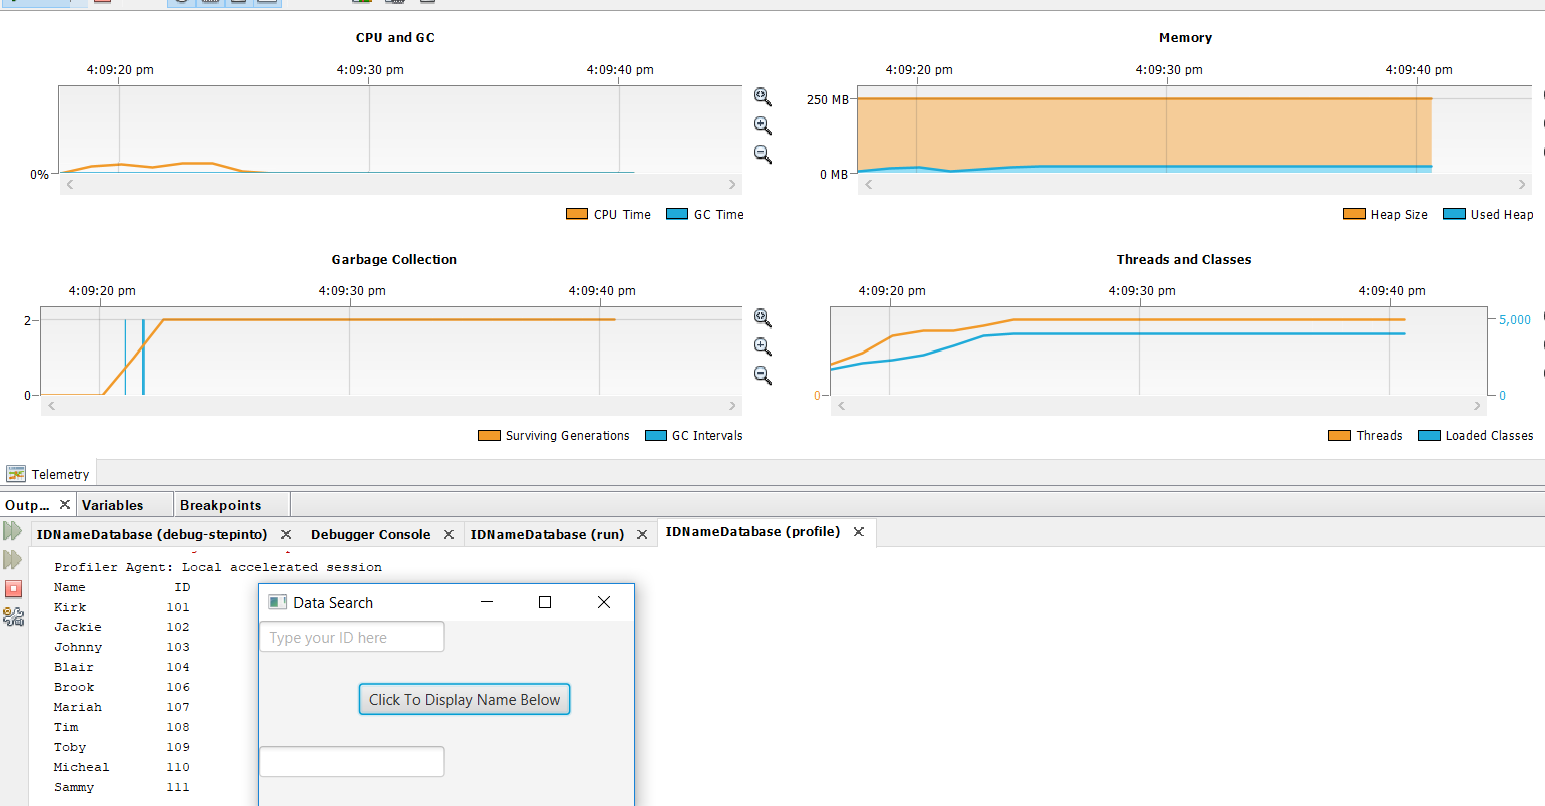 CPU and GC
4:09:20 pm 4:09:30 pm 4:09:40 pm
0%
CPU Time GC Time
Memory
4:09:20 pm 4:09:30 pm 4:09:40 pm
250 MB
0 MB
Heap Size Used Heap
Garbage Collection
4:09:20 pm 4:09:30 pm 4:09:40 pm
2
0
Surviving Generations GC Intervals
Threads and Classes
4:09:20 pm 4:09:30 pm 4:09:40 pm
5,000
0 0
Threads Loaded Classes
Telemetry
Outp... Variables Breakpoints
IDNameDatabase (debug-stepinto) Debugger Console IDNameDatabase (run) IDNameDatabase (profile)
Profiler Agent: Local accelerated session
Name ID
Kirk 101
Jackie 102
Johnny 103
Blair 104
Brook 106
Mariah 107
Tim 108
Toby 109
Micheal 110
Sammy 111
Data Search
Type your ID here
Click To Display Name Below